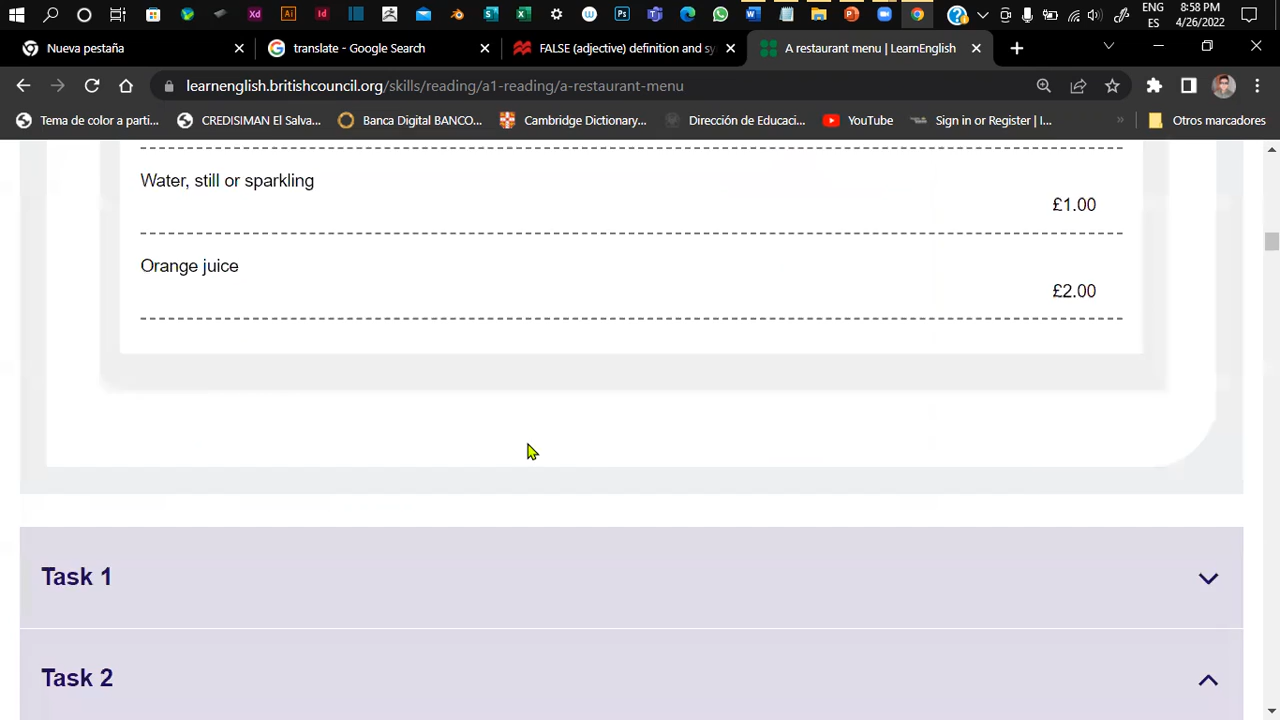 ENG
8:58 PM
ES
4/26/2022
Nueva pestaña
translate - Google Search
FALSE (adjective) definition and sy
A restaurant menu | LearnEnglish
learnenglish.britishcouncil.org/skills/reading/a1-reading/a-restaurant-menu
Tema de color a parti...
CREDISIMAN El Salva...
Banca Digital BANCO...
Cambridge Dictionary...
Dirección de Educaci...
YouTube
Sign in or Register | I...
»
Otros marcadores
Water, still or sparkling
£1.00
Orange juice
£2.00
Task 1
Task 2